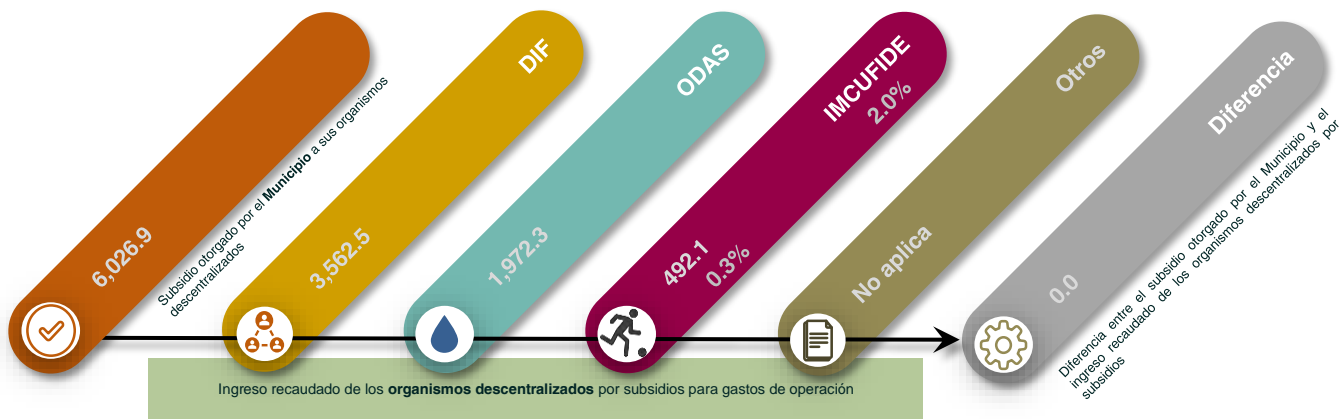 6,026.9
Subsidio otorgado por el Municipio a sus organismos
descentralizados
DIF
3,562.5
ODAS
1,972.3
IMCUFIDE
2.0%
492.1
0.3%
Otros
No aplica
Diferencia
0.0
Diferencia entre el subsidio otorgado por el Municipio y el
ingreso recaudado de los organismos descentralizados por
subsidios
Ingreso recaudado de los organismos descentralizados por subsidios para gastos de operación